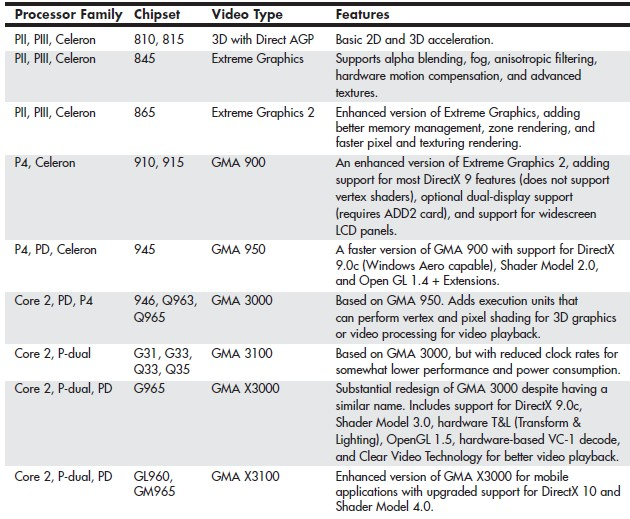 Processor Family Chipset Video Type Features
PII, PIII, Celeron 810, 815 3D with Direct AGP Basic 2D and 3D acceleration.
PII, PIII, Celeron 845 Extreme Graphics Supports alpha blending, fog, anisotropic filtering,
hardware motion compensation, and advanced
textures.
PII, PIII, Celeron 865 Extreme Graphics 2 Enhanced version of Extreme Graphics, adding
better memory management, zone rendering, and
faster pixel and texturing rendering.
P4, Celeron 910, 915 GMA 900 An enhanced version of Extreme Graphics 2, adding
support for most DirectX 9 features (does not support
vertex shaders), optional dual-display support
(requires ADD2 card), and support for widescreen
LCD panels.
P4, PD, Celeron 945 GMA 950 A faster version of GMA 900 with support for DirectX
9.0c (Windows Aero capable), Shader Model 2.0,
and Open GL 1.4 + Extensions.
Core 2, PD, P4 946, Q963, GMA 3000 Based on GMA 950. Adds execution units that
Q965 can perform vertex and pixel shading for 3D graphics
or video processing for video playback.
Core 2, P-dual G31, G33, GMA 3100 Based on GMA 3000, but with reduced clock rates for
Q33, Q35 somewhat lower performance and power consumption.
Core 2, P-dual, PD G965 GMA X3000 Substantial redesign of GMA 3000 despite having a
similar name. Includes support for DirectX 9.0c,
Shader Model 3.0, hardware T&L (Transform &
Lighting), OpenGL 1.5, hardware-based VC-1 decode,
and Clear Video Technology for better video playback.
Core 2, P-dual, PD GL960, GMA X3100 Enhanced version of GMA X3000 for mobile
GM965 applications with upgraded support for DirectX 10 and
Shader Model 4.0.